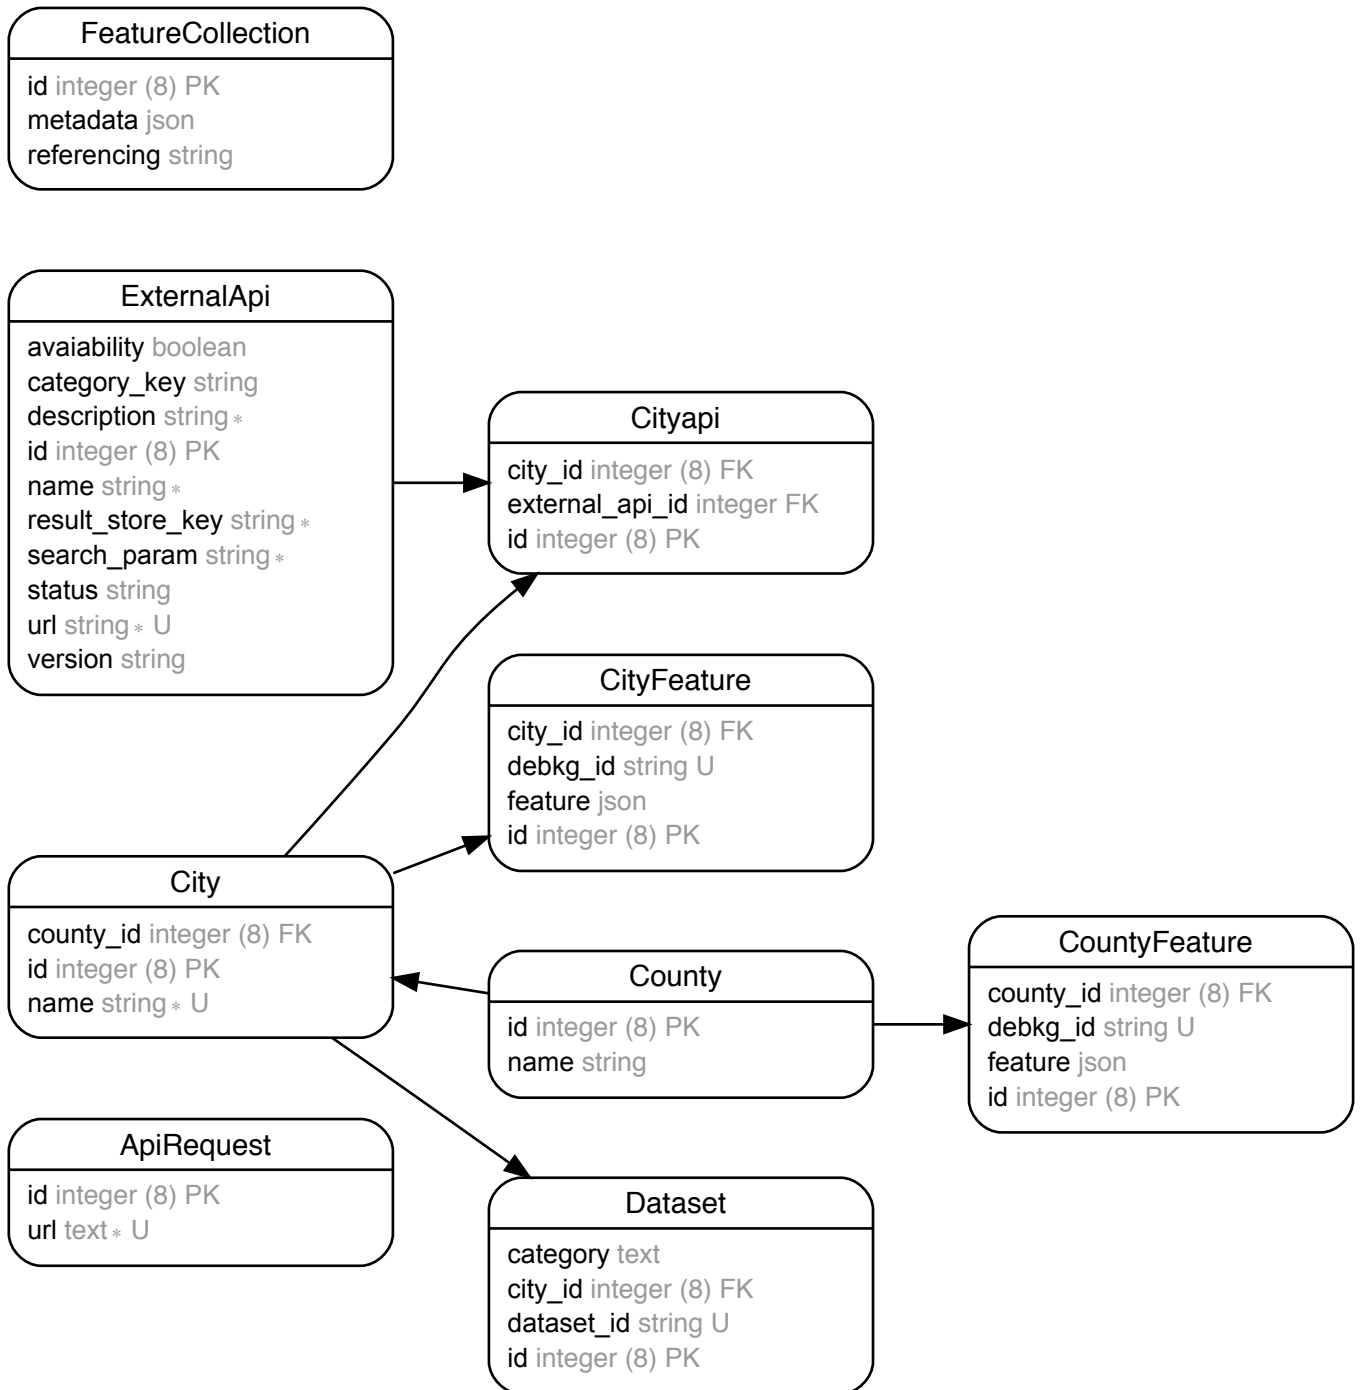 FeatureCollection
id integer (8) PK
metadata json
referencing string
ExternalApi
avaiability boolean
category_key string
description string *
id integer (8) PK
name string *
result_store_key string *
search_param string *
status string
url string * U
version string
Cityapi
city_id integer (8) FK
external_api_id integer FK
id integer (8) PK
CityFeature
city_id integer (8) FK
debkg_id string U
feature json
id integer (8) PK
City
county_id integer (8) FK
id integer (8) PK
name string * U
County
id integer (8) PK
name string
CountyFeature
county_id integer (8) FK
debkg_id string U
feature json
id integer (8) PK
ApiRequest
id integer (8) PK
url text * U
Dataset
category text
city_id integer (8) FK
dataset_id string U
id integer (8) PK